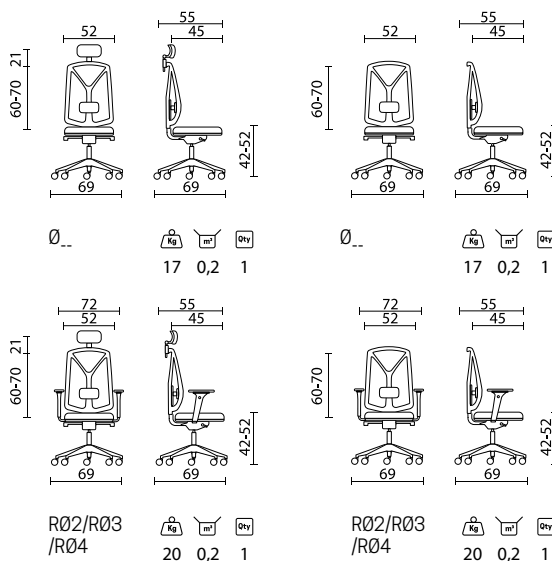 52
55
45
21
60-70
42-52
69
69
Ø_-
Kg
m³
Qty
17 0,2 1
52
55
45
60-70
42-52
69
69
Ø_-
Kg
m³
Qty
17 0,2 1
72
52
55
45
21
60-70
42-52
69
69
RØ2/RØ3
/RØ4
Kg
m³
Qty
20 0,2 1
72
52
55
45
60-70
42-52
69
69
RØ2/RØ3
/RØ4
Kg
m³
Qty
20 0,2 1